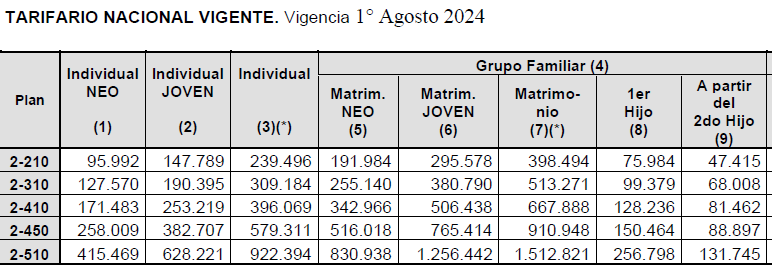 TARIFARIO NACIONAL VIGENTE. Vigencia 1° Agosto 2024
Plan Individual NEO (1) Individual JOVEN (2) Individual (3)(*) Grupo Familiar (4)
Matrim. NEO (5) Matrim. JOVEN (6) Matrimo-nio (7)(*) 1er Hijo (8) A partir del 2do Hijo (9)
2-210 95.992 147.789 239.496 191.984 295.578 398.494 75.984 47.415
2-310 127.570 190.395 309.184 255.140 380.790 513.271 99.379 68.008
2-410 171.483 253.219 396.069 342.966 506.438 667.888 128.236 81.462
2-450 258.009 382.707 579.311 516.018 765.414 910.948 150.464 88.897
2-510 415.469 628.221 922.394 830.938 1.256.442 1.512.821 256.798 131.745